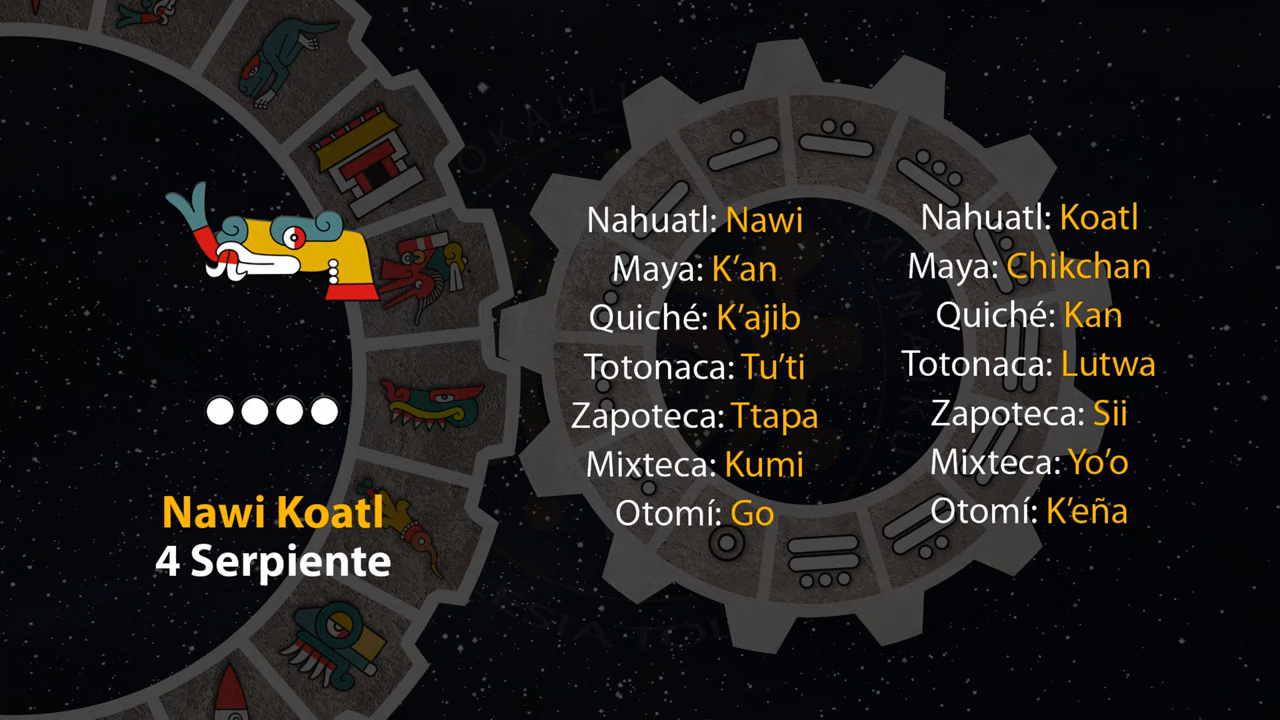 Nawi Koatl
4 Serpiente
Nahuatl: Nawi
Maya: K’an
Quiché: K’ajib
Totonaca: Tu’ti
Zapoteca: Ttapa
Mixteca: Kumi
Otomí: Go
Nahuatl: Koatl
Maya: Chikchan
Quiché: Kan
Totonaca: Lutwa
Zapoteca: Sii
Mixteca: Yo’o
Otomí: K’eña